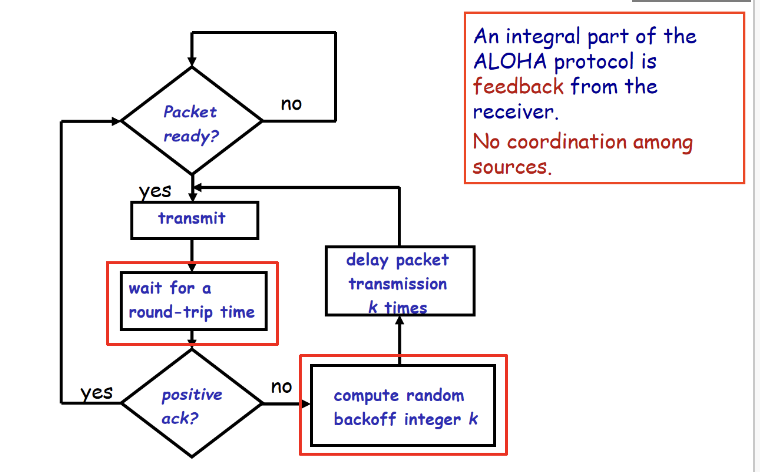 An integral part of the
ALOHA protocol is
feedback from the
receiver.
No coordination among
sources.
Packet
ready?
no
yes
transmit
wait for a
round-trip time
delay packet
transmission
k times
yes
positive
ack?
no
compute random
backoff integer k